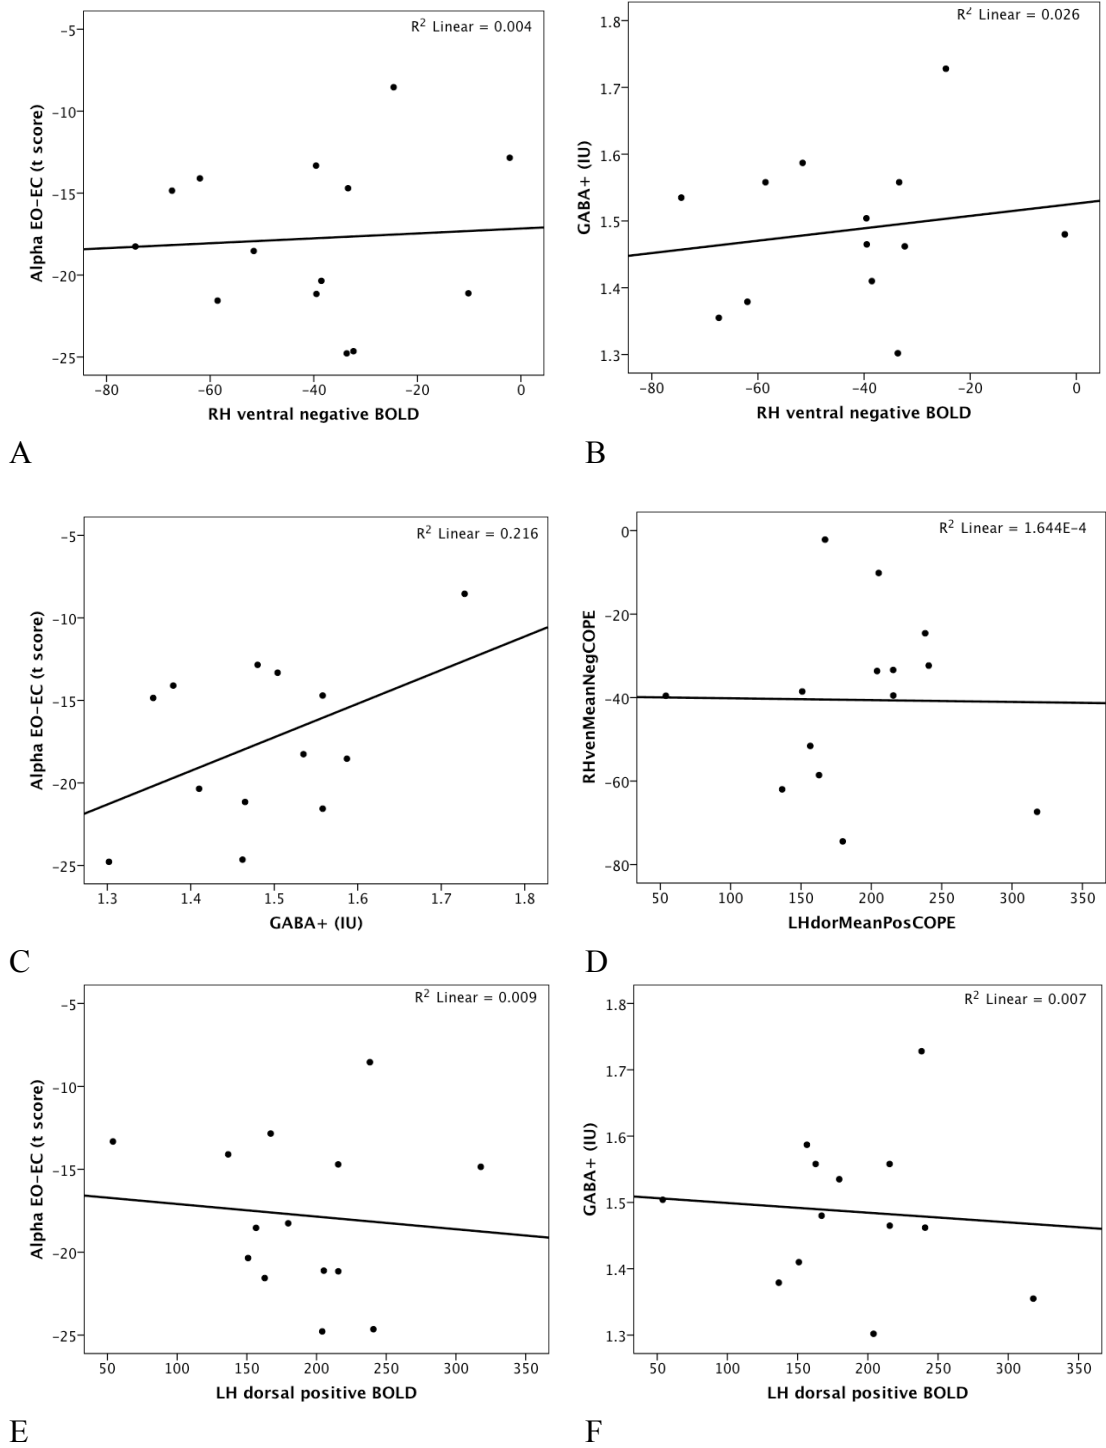 R² Linear = 0.004
Alpha EO-EC (t score)
-5
-10
-15
-20
-25
-80 -60 -40 -20 0
RH ventral negative BOLD
A
R² Linear = 0.026
GABA+ (IU)
1.8
1.7
1.6
1.5
1.4
1.3
-80 -60 -40 -20 0
RH ventral negative BOLD
B
R² Linear = 0.216
Alpha EO-EC (t score)
-5
-10
-15
-20
-25
1.3 1.4 1.5 1.6 1.7 1.8
GABA+ (IU)
C
R² Linear = 1.644E-4
RHvenMeanNegCOPE
0
-20
-40
-60
-80
50 100 150 200 250 300 350
LHdorMeanPosCOPE
D
R² Linear = 0.009
Alpha EO-EC (t score)
-5
-10
-15
-20
-25
50 100 150 200 250 300 350
LH dorsal positive BOLD
E
R² Linear = 0.007
GABA+ (IU)
1.8
1.7
1.6
1.5
1.4
1.3
50 100 150 200 250 300 350
LH dorsal positive BOLD
F